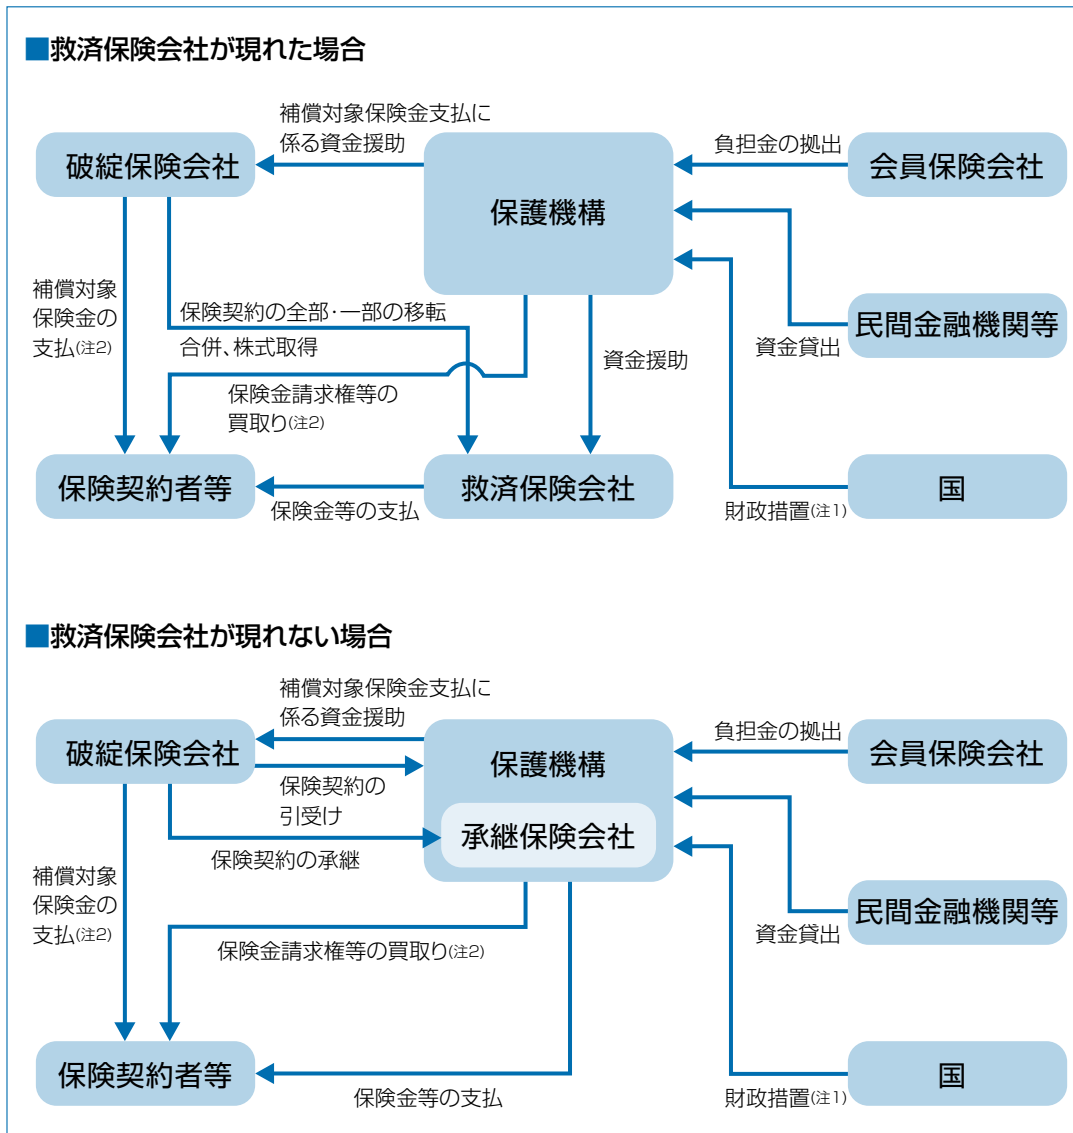 ■救済保険会社が現れた場合
補償対象保険金支払に
係る資金援助
負担金の拠出
破綻保険会社
保護機構
会員保険会社
補償対象
保険金の
支払(注2)
保険契約の全部・一部の移転
合併、株式取得
保険金請求権等の
買取り(注2)
資金援助
民間金融機関等
資金貸出
保険契約者等
保険金等の支払
救済保険会社
財政措置(注1)
国
■救済保険会社が現れない場合
補償対象保険金支払に
係る資金援助
負担金の拠出
破綻保険会社
保護機構
会員保険会社
保険契約の
引受け
承継保険会社
保険契約の承継
補償対象
保険金の
支払(注2)
保険金請求権等の買取り(注2)
民間金融機関等
資金貸出
保険契約者等
保険金等の支払
財政措置(注1)
国